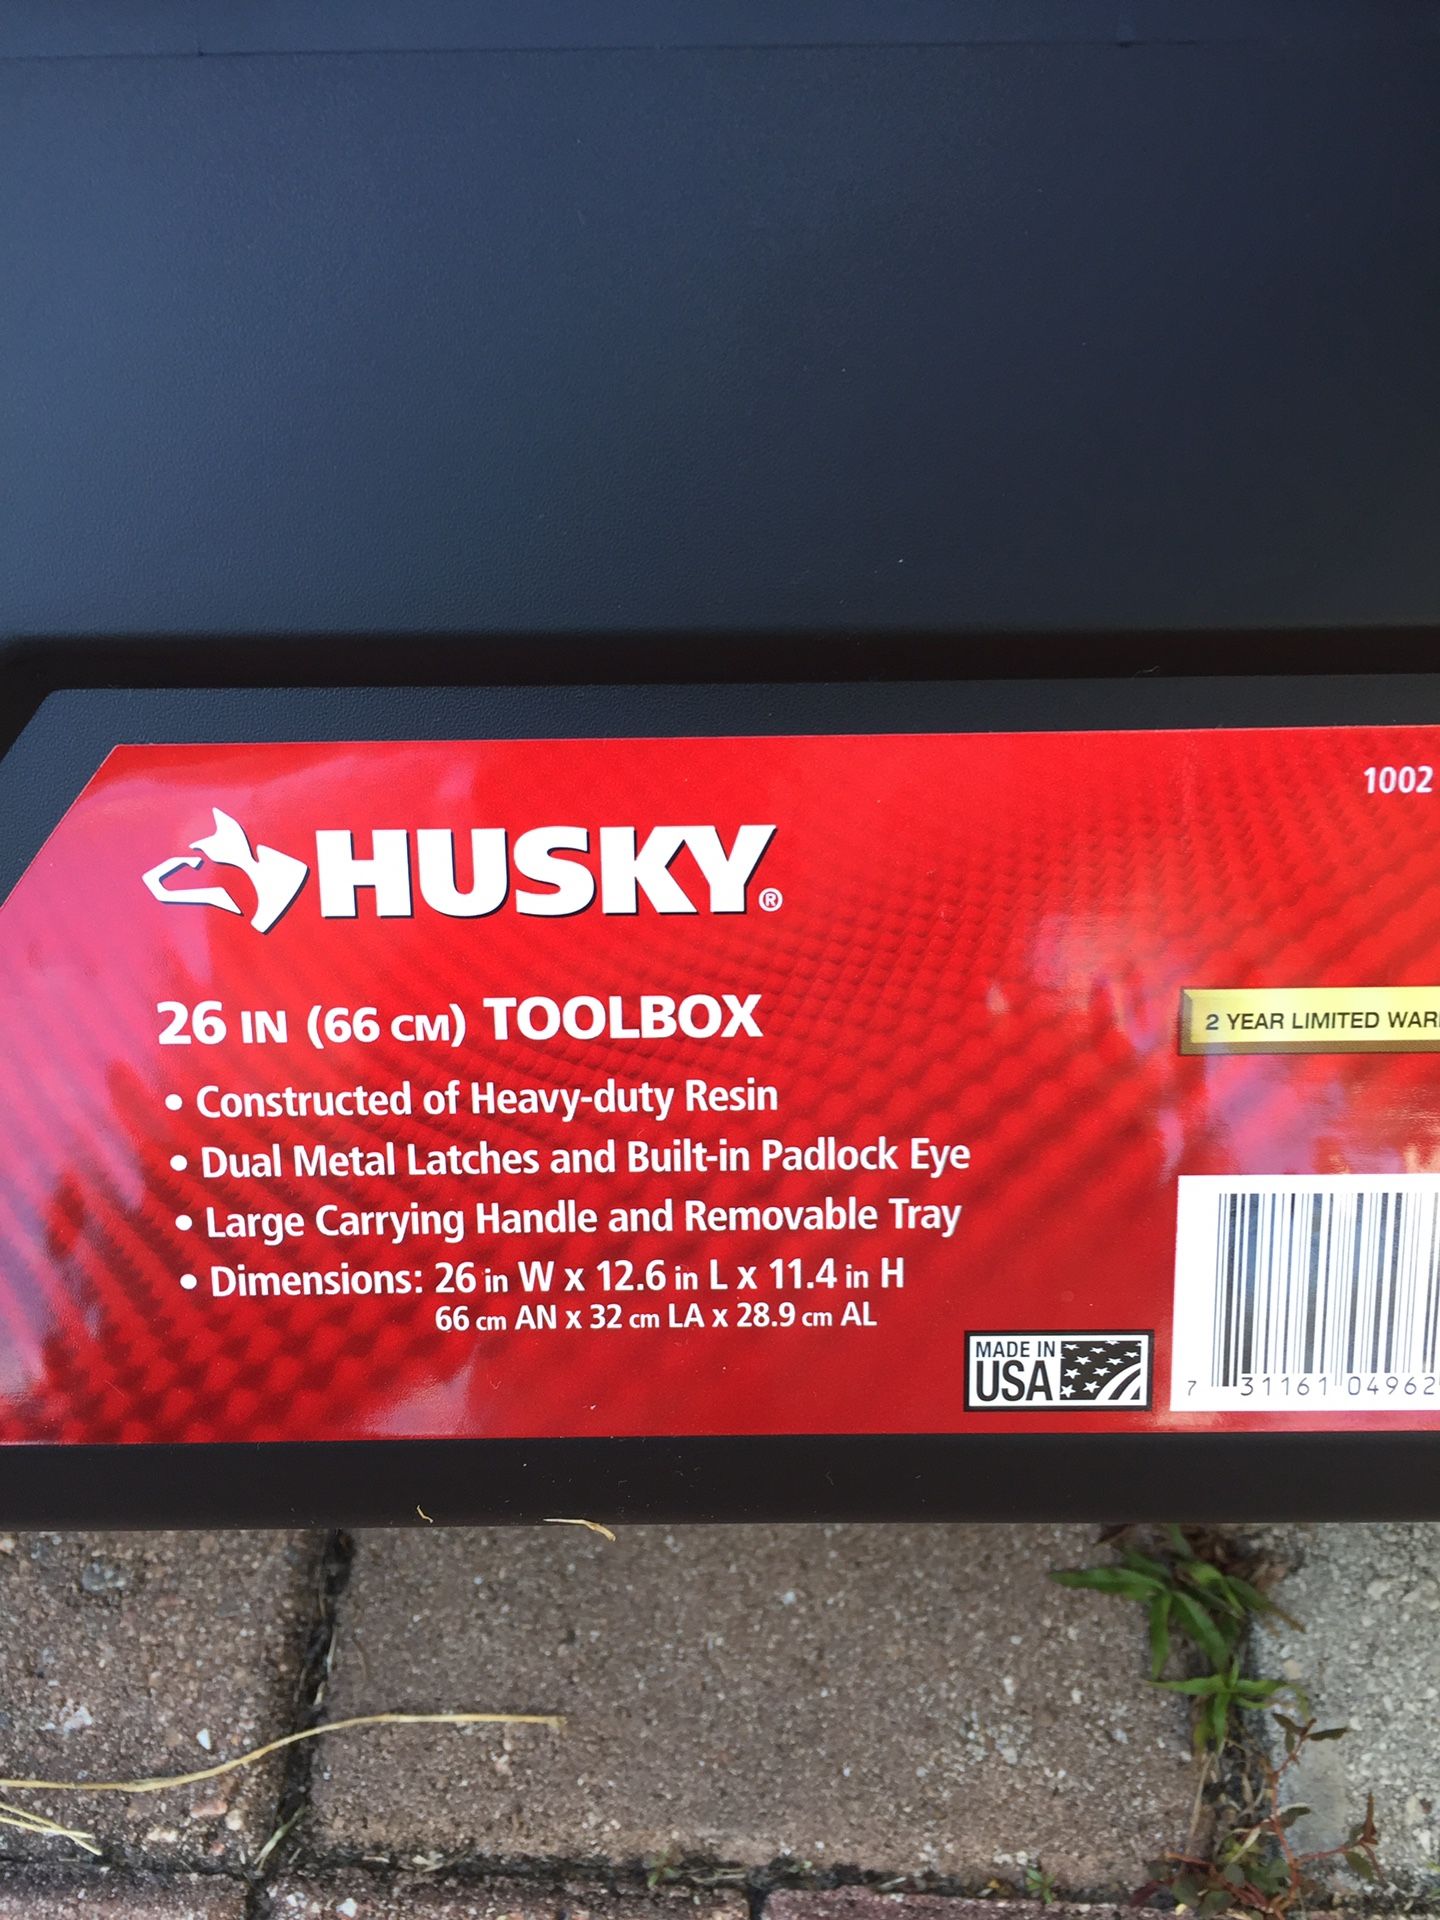 1002
HUSKY®
26 IN (66 CM) TOOLBOX
2 YEAR LIMITED
• Constructed of Heavy-duty Resin
• Dual Metal Latches and Built-in Padlock Eye
• Large Carrying Handle and Removable Tray
• Dimensions: 26 in W x 12.6 in L x 11.4 in H
66 cm AN x 32 cm LA x 28.9 cm AL
MADE IN
USA
7 31161 04962